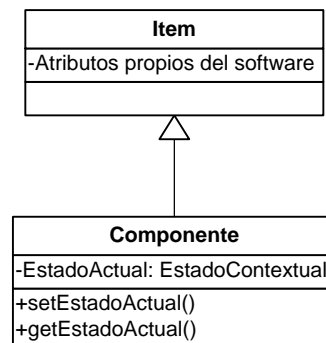 Item
-Atributos propios del software
Componente
-EstadoActual: EstadoContextual
+setEstadoActual()
+getEstadoActual()